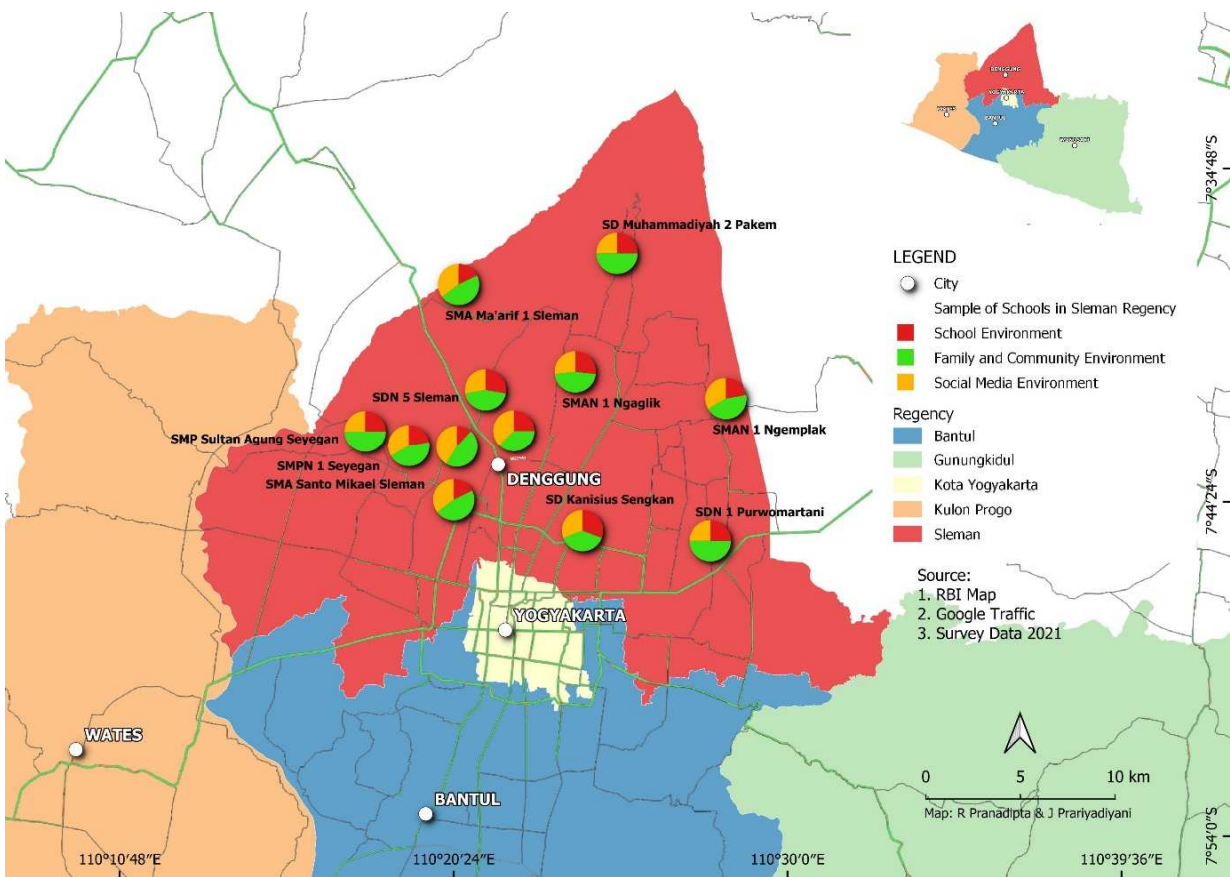 DENGGUNG
YOGYAKARTA
WATES
BANTUL
WONOSARI
7°34'48"S
SD Muhammadiyah 2 Pakem
LEGEND
City
Sample of Schools in Sleman Regency
School Environment
Family and Community Environment
Social Media Environment
SMA Ma'arif 1 Sleman
SDN 5 Sleman
SMAN 1 Ngaglik
SMAN 1 Ngemplak
Regency
Bantul
Gunungkidul
Kota Yogyakarta
Kulon Progo
Sleman
SMP Sultan Agung Seyegan
SMPN 1 Seyegan
SMA Santo Mikael Sleman
DENGGUNG
SD Kanisius Sengkan
SDN 1 Purwomartani
7°44'24"S
Source:
1. RBI Map
2. Google Traffic
3. Survey Data 2021
YOGYAKARTA
WATES
BANTUL
0 5 10 km
Map: R Pranadipta & J Prariyadiyani
7°54'0"S
110°10'48"E
110°20'24"E
110°30'0"E
110°39'36"E